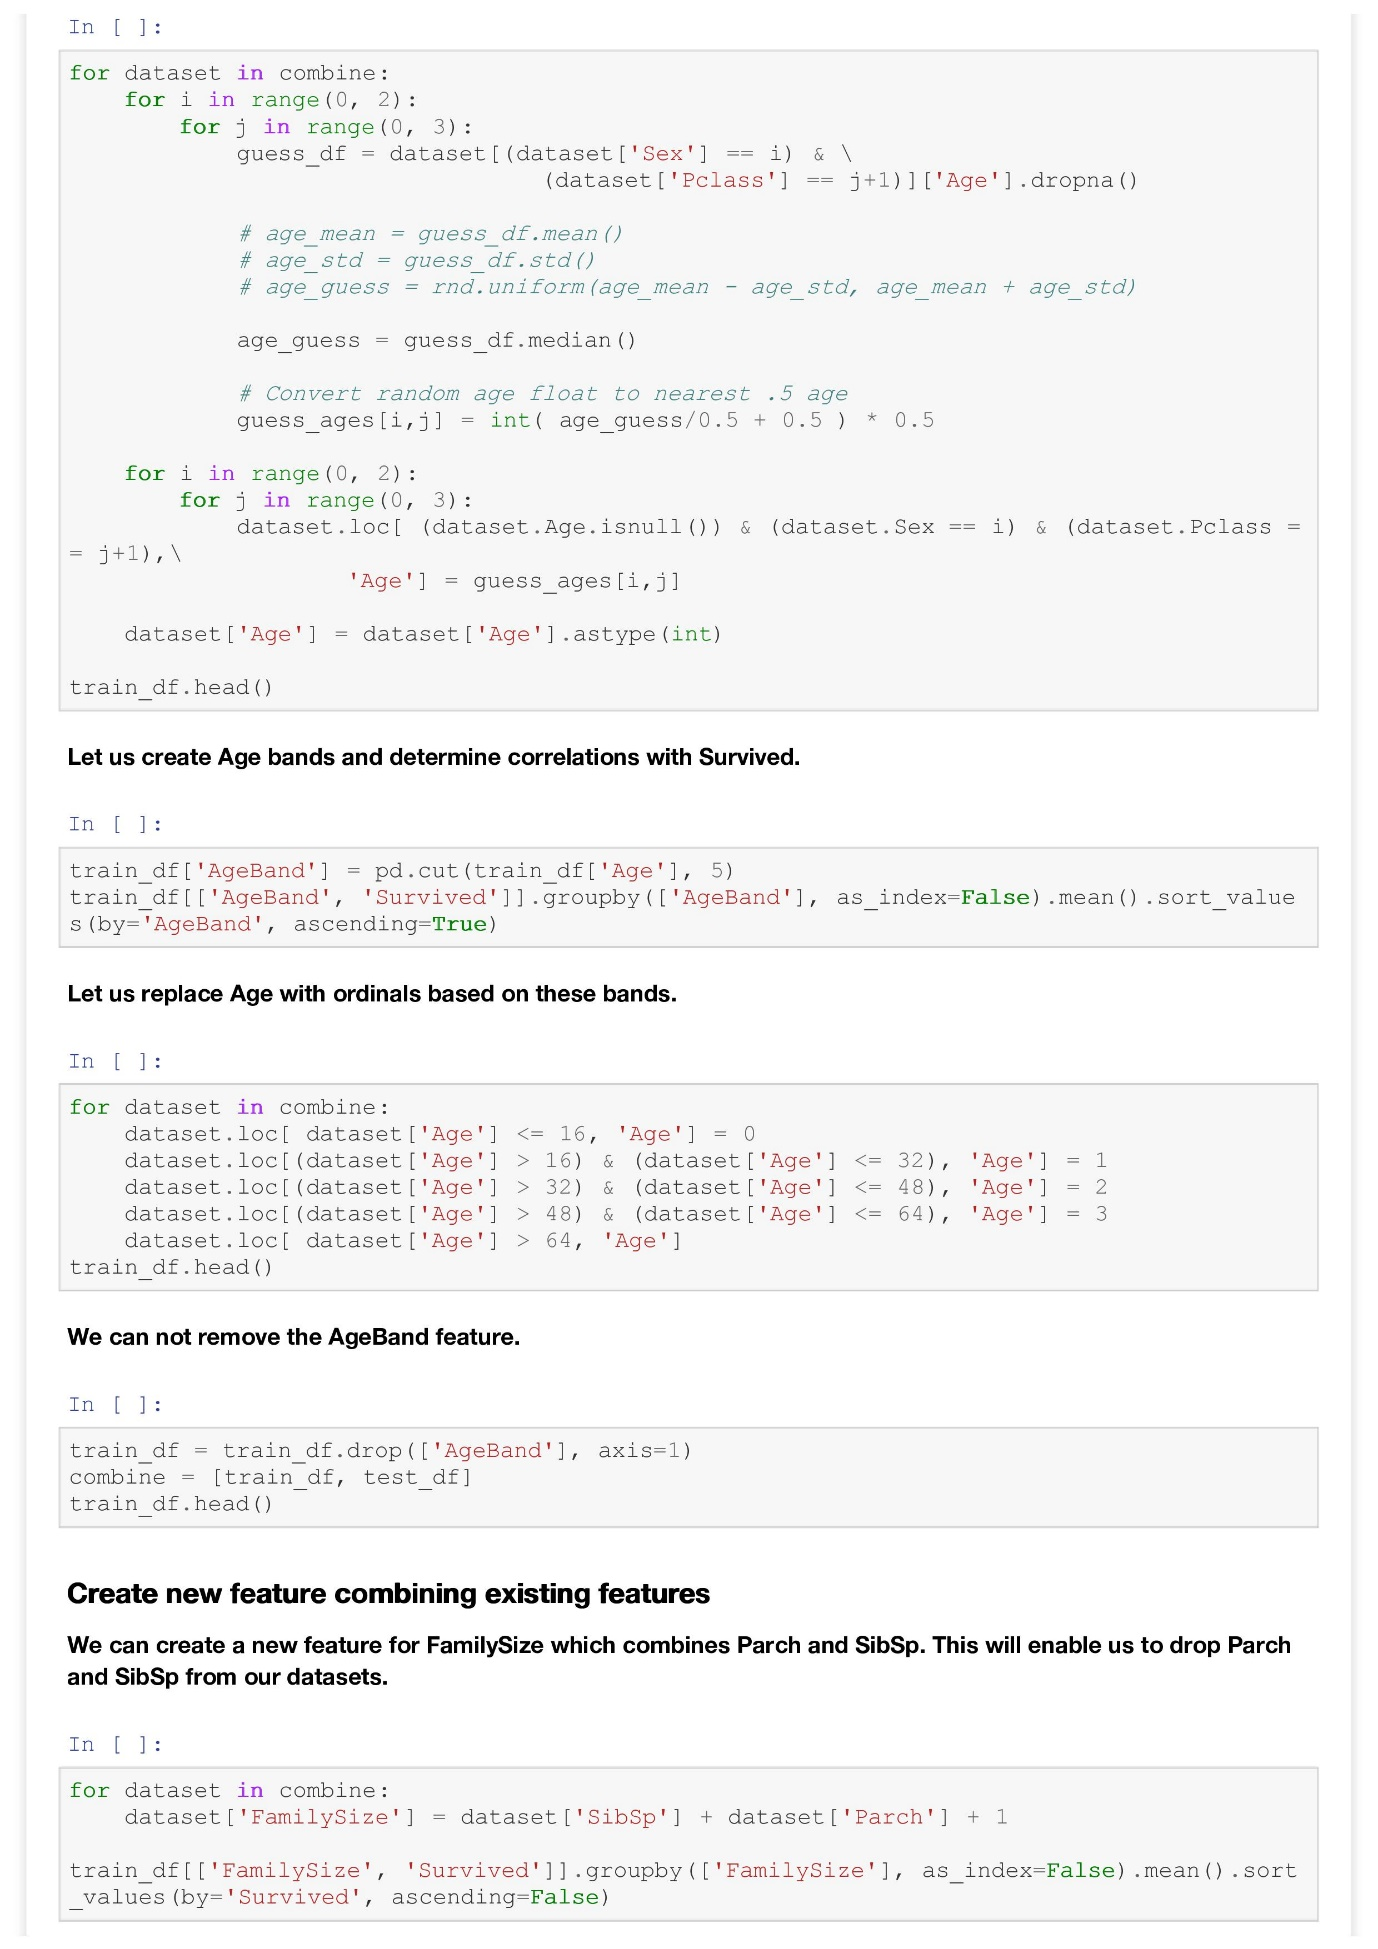 In [ ]:
for dataset in combine:
    for i in range(0, 2):
        for j in range(0, 3):
            guess_df = dataset[(dataset['Sex'] == i) & \
                                  (dataset['Pclass'] == j+1)]['Age'].dropna()

            # age_mean = guess_df.mean()
            # age_std = guess_df.std()
            # age_guess = rnd.uniform(age_mean - age_std, age_mean + age_std)

            age_guess = guess_df.median()

            # Convert random age float to nearest .5 age
            guess_ages[i,j] = int( age_guess/0.5 + 0.5 ) * 0.5

    for i in range(0, 2):
        for j in range(0, 3):
            dataset.loc[ (dataset.Age.isnull()) & (dataset.Sex == i) & (dataset.Pclass =
= j+1),\
                    'Age'] = guess_ages[i,j]

    dataset['Age'] = dataset['Age'].astype(int)

train_df.head()
Let us create Age bands and determine correlations with Survived.
In [ ]:
train_df['AgeBand'] = pd.cut(train_df['Age'], 5)
train_df[['AgeBand', 'Survived']].groupby(['AgeBand'], as_index=False).mean().sort_value
s(by='AgeBand', ascending=True)
Let us replace Age with ordinals based on these bands.
In [ ]:
for dataset in combine:
    dataset.loc[ dataset['Age'] <= 16, 'Age'] = 0
    dataset.loc[(dataset['Age'] > 16) & (dataset['Age'] <= 32), 'Age'] = 1
    dataset.loc[(dataset['Age'] > 32) & (dataset['Age'] <= 48), 'Age'] = 2
    dataset.loc[(dataset['Age'] > 48) & (dataset['Age'] <= 64), 'Age'] = 3
    dataset.loc[ dataset['Age'] > 64, 'Age']
train_df.head()
We can not remove the AgeBand feature.
In [ ]:
train_df = train_df.drop(['AgeBand'], axis=1)
combine = [train_df, test_df]
train_df.head()
Create new feature combining existing features
We can create a new feature for FamilySize which combines Parch and SibSp. This will enable us to drop Parch
and SibSp from our datasets.
In [ ]:
for dataset in combine:
    dataset['FamilySize'] = dataset['SibSp'] + dataset['Parch'] + 1

train_df[['FamilySize', 'Survived']].groupby(['FamilySize'], as_index=False).mean().sort
_values(by='Survived', ascending=False)